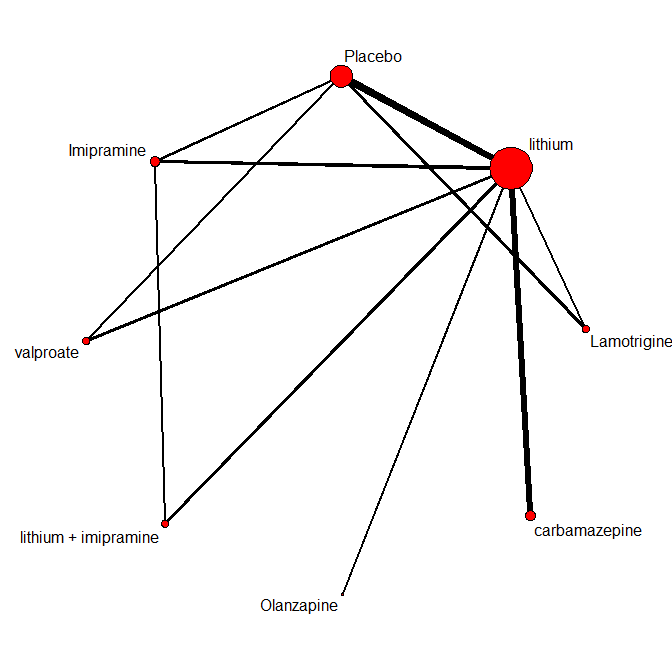 Placebo
lithium
Imipramine
Lamotrigine
valproate
carbamazepine
lithium + imipramine
Olanzapine